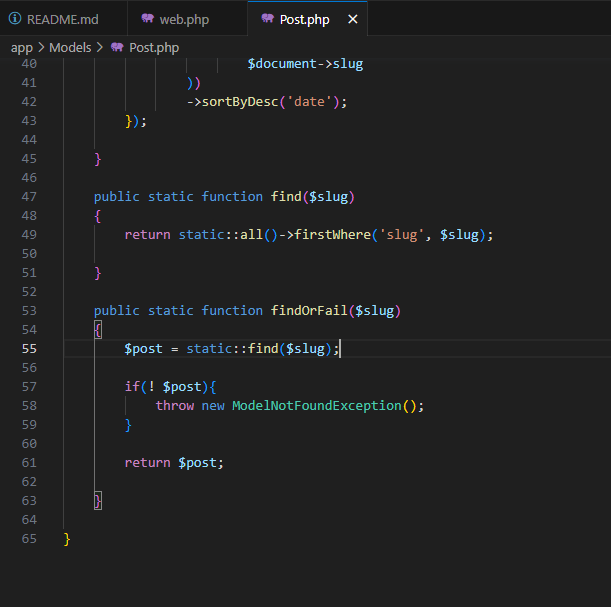 README.md web.php Post.php
app > Models > Post.php
40 $document->slug
41 ))
42 ->sortByDesc('date');
43 });
44
45 }
46
47 public static function find($slug)
48 {
49 return static::all()->firstWhere('slug', $slug);
50
51 }
52
53 public static function findOrFail($slug)
54 {
55 $post = static::find($slug);
56
57 if(! $post){
58 throw new ModelNotFoundException();
59 }
60
61 return $post;
62
63 }
64
65 }